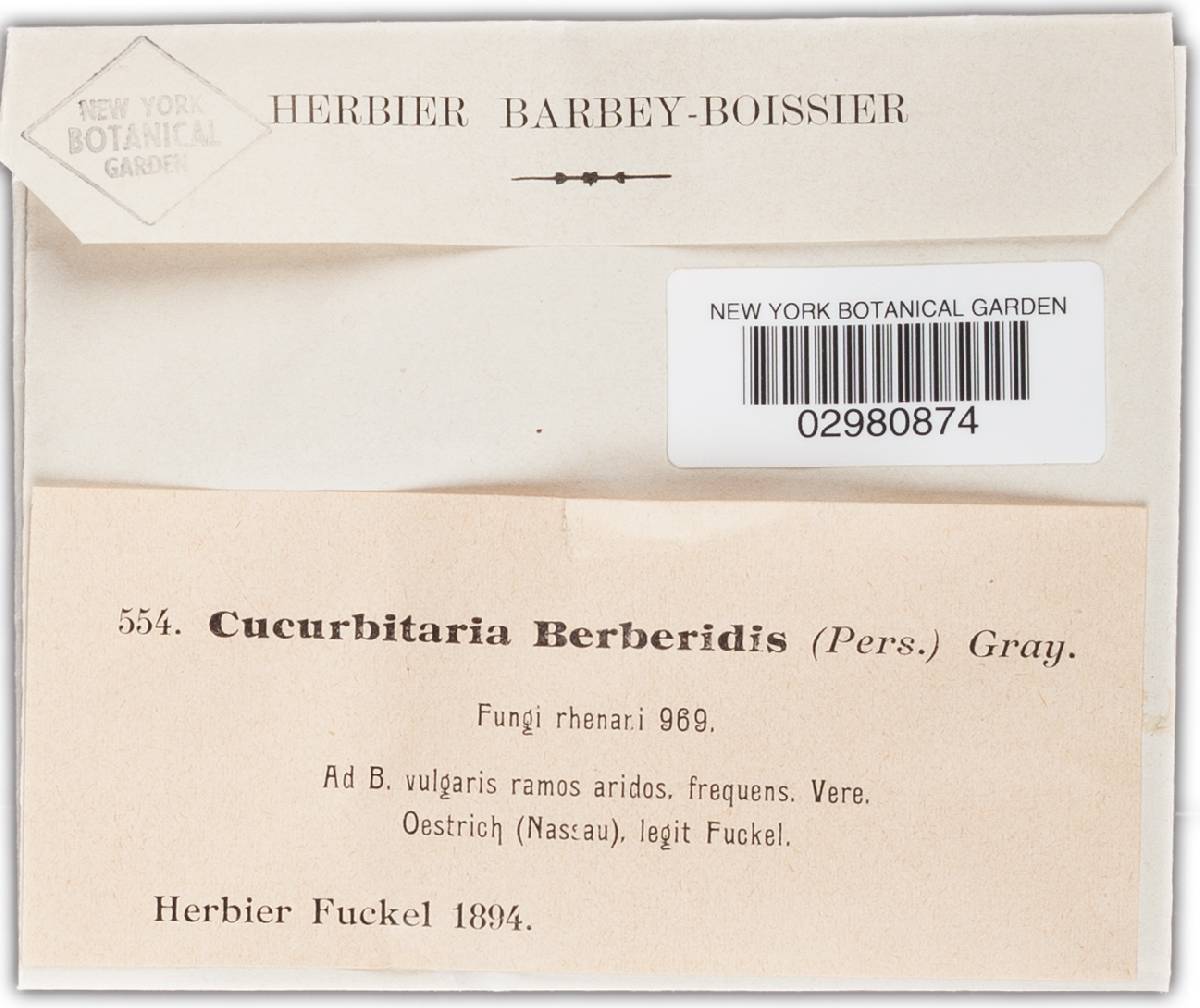 NEW YORK
BOTANICAL
GARDEN
HERBIER BARBEY-BOISSIER
NEW YORK BOTANICAL GARDEN
02980874
554. Cucurbitaria Berberidis (Pers.) Gray.
Fungi rhenani 969.
Ad B. vulgaris ramos aridos, frequens. Vere.
Oestrich (Nassau), legit Fuckel.
Herbier Fuckel 1894.